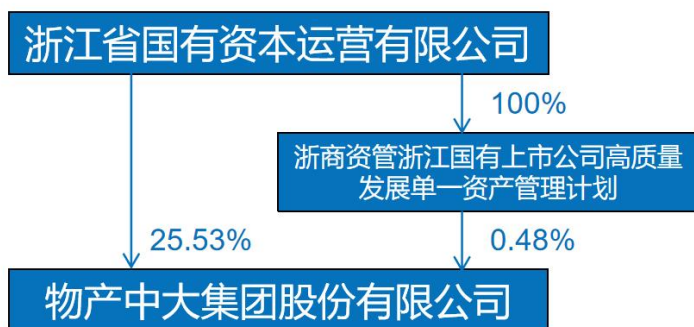 浙江省国有资本运营有限公司
100%
浙商资管浙江国有上市公司高质量
发展单一资产管理计划
25.53%
0.48%
物产中大集团股份有限公司